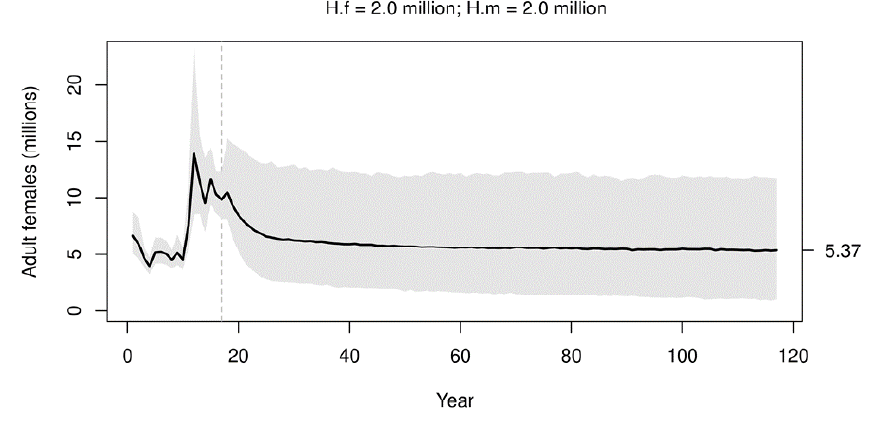 H.f = 2.0 million; H.m = 2.0 million
Adult females (millions)
20
15
10
5
0
5.37
0 20 40 60 80 100 120
Year